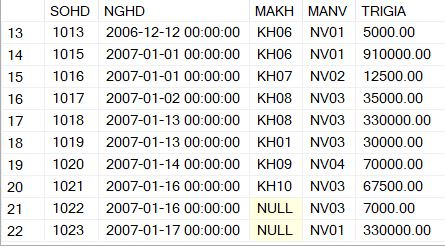 SOHD NGHD MAKH MANV TRIGIA
13 1013 2006-12-12 00:00:00 KH06 NV01 5000.00
14 1015 2007-01-01 00:00:00 KH06 NV01 910000.00
15 1016 2007-01-01 00:00:00 KH07 NV02 12500.00
16 1017 2007-01-02 00:00:00 KH08 NV03 35000.00
17 1018 2007-01-13 00:00:00 KH08 NV03 330000.00
18 1019 2007-01-13 00:00:00 KH01 NV03 30000.00
19 1020 2007-01-14 00:00:00 KH09 NV04 70000.00
20 1021 2007-01-16 00:00:00 KH10 NV03 67500.00
21 1022 2007-01-16 00:00:00 NULL NV03 7000.00
22 1023 2007-01-17 00:00:00 NULL NV01 330000.00